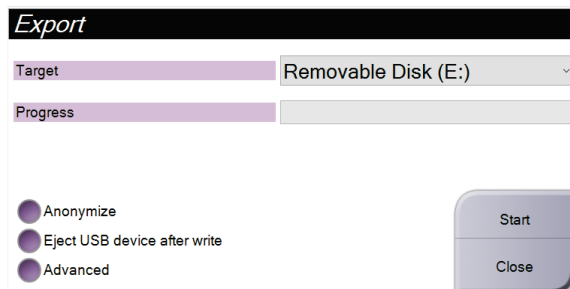 Export
Target
Removable Disk (E:)
Progress
Anonymize
Eject USB device after write
Advanced
Start
Close